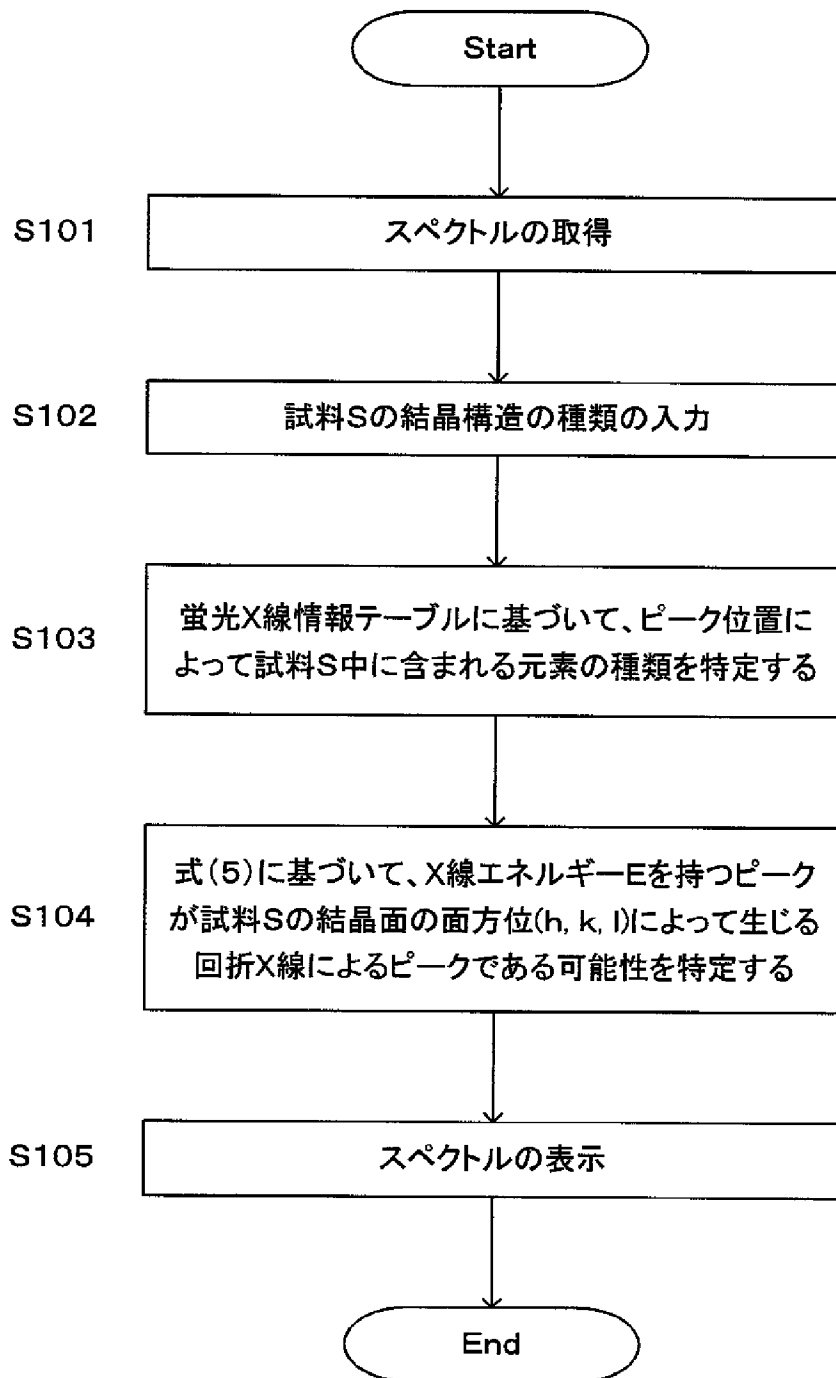 Start
S101
スペクトルの取得
S102
試料Sの結晶構造の種類の入力
S103
蛍光X線情報テーブルに基づいて、ピーク位置に
よって試料S中に含まれる元素の種類を特定する
S104
式(5)に基づいて、X線エネルギーEを持つピーク
が試料Sの結晶面の面方位(h, k, l)によって生じる
回折X線によるピークである可能性を特定する
S105
スペクトルの表示
End